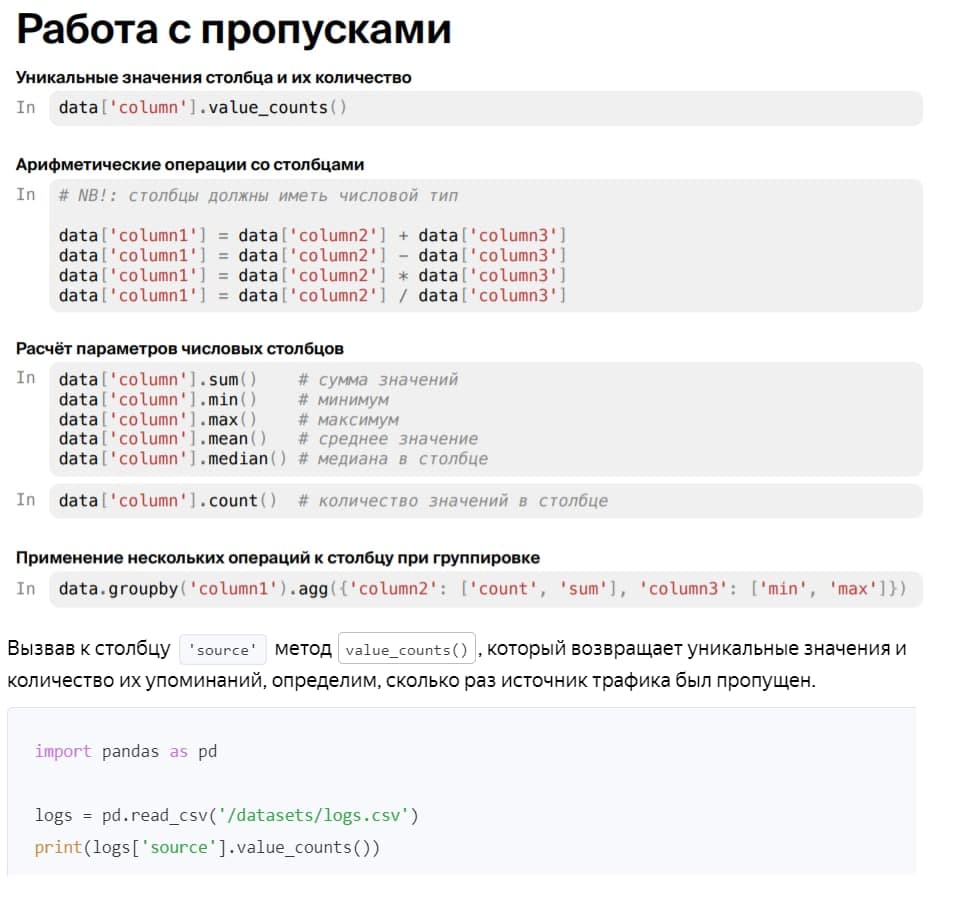 Работа с пропусками
Уникальные значения столбца и их количество
In data['column'].value_counts()
Арифметические операции со столбцами
In # NB!: столбцы должны иметь числовой тип
data['column1'] = data['column2'] + data['column3']
data['column1'] = data['column2'] - data['column3']
data['column1'] = data['column2'] * data['column3']
data['column1'] = data['column2'] / data['column3']
Расчёт параметров числовых столбцов
In data['column'].sum() # сумма значений
data['column'].min() # минимум
data['column'].max() # максимум
data['column'].mean() # среднее значение
data['column'].median() # медиана в столбце
In data['column'].count() # количество значений в столбце
Применение нескольких операций к столбцу при группировке
In data.groupby('column1').agg({'column2': ['count', 'sum'], 'column3': ['min', 'max']})
Вызвав к столбцу 'source' метод value_counts(), который возвращает уникальные значения и
количество их упоминаний, определим, сколько раз источник трафика был пропущен.
import pandas as pd
logs = pd.read_csv('/datasets/logs.csv')
print(logs['source'].value_counts())